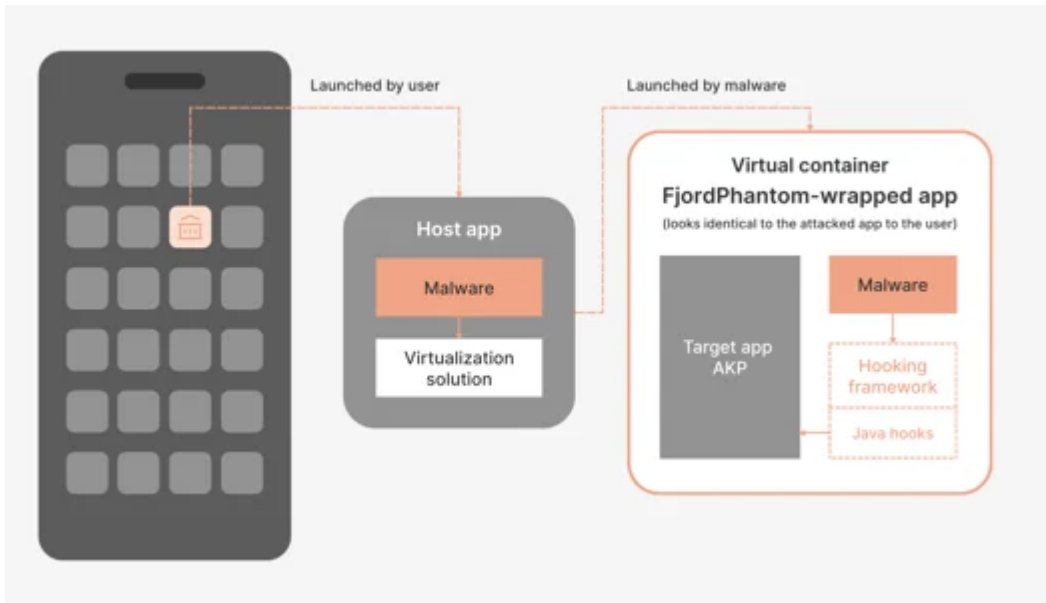 Launched by user
Launched by malware
Host app
Malware
Virtualization
solution
Virtual container
FjordPhantom-wrapped app
(looks identical to the attacked app to the user)
Target app
AKP
Malware
Hooking
framework
Java hooks